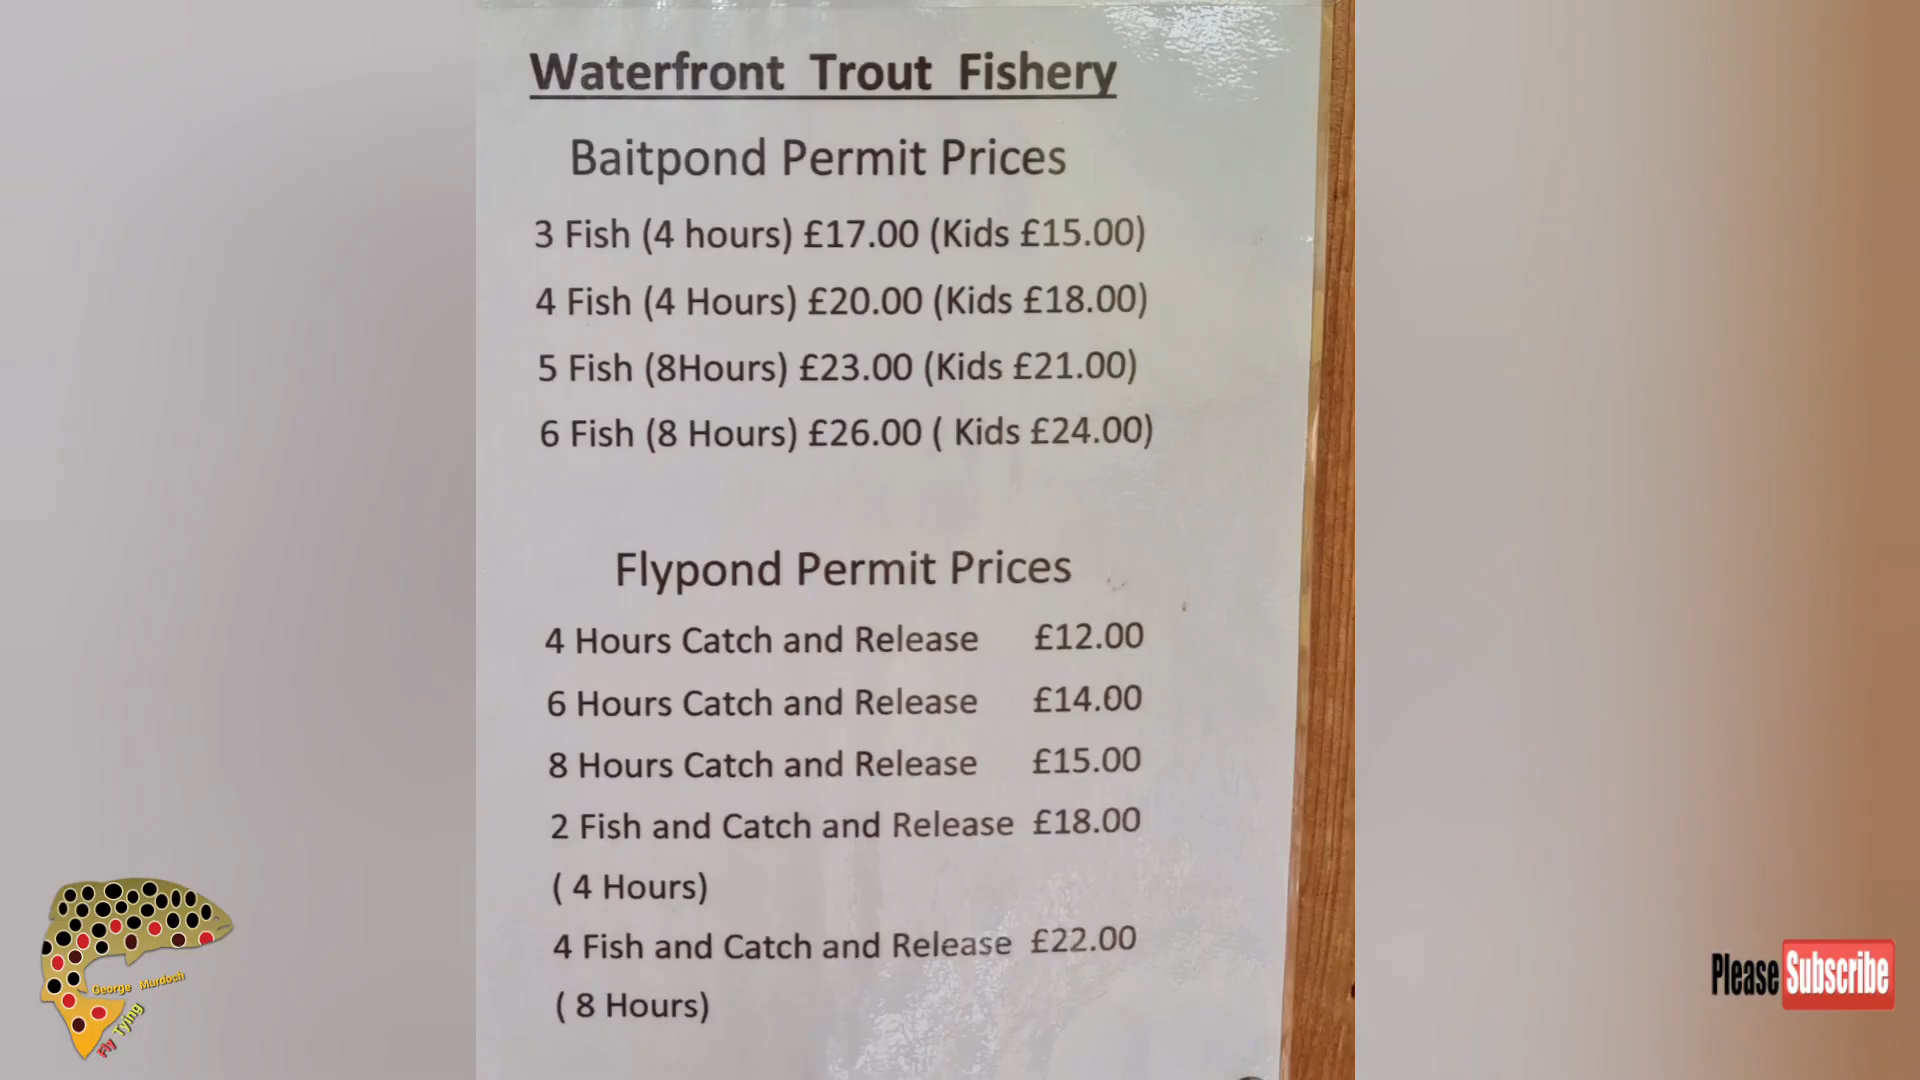 Waterfront Trout Fishery
Baitpond Permit Prices
3 Fish (4 hours) £17.00 (Kids £15.00)
4 Fish (4 Hours) £20.00 (Kids £18.00)
5 Fish (8Hours) £23.00 (Kids £21.00)
6 Fish (8 Hours) £26.00 ( Kids £24.00)
Flypond Permit Prices
4 Hours Catch and Release £12.00
6 Hours Catch and Release £14.00
8 Hours Catch and Release £15.00
2 Fish and Catch and Release £18.00
( 4 Hours)
4 Fish and Catch and Release £22.00
( 8 Hours)
George Murdoch
Fly Tying
Please Subscribe